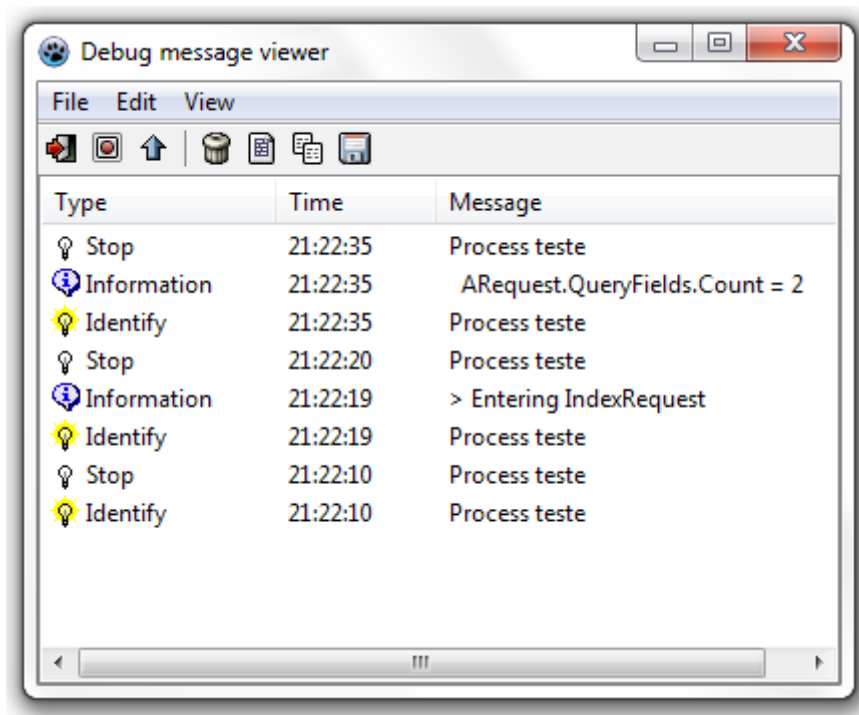 Debug message viewer
File Edit View
Type Time Message
Stop 21:22:35 Process teste
Information 21:22:35 ARequest.QueryFields.Count = 2
Identify 21:22:35 Process teste
Stop 21:22:20 Process teste
Information 21:22:19 > Entering IndexRequest
Identify 21:22:19 Process teste
Stop 21:22:10 Process teste
Identify 21:22:10 Process teste